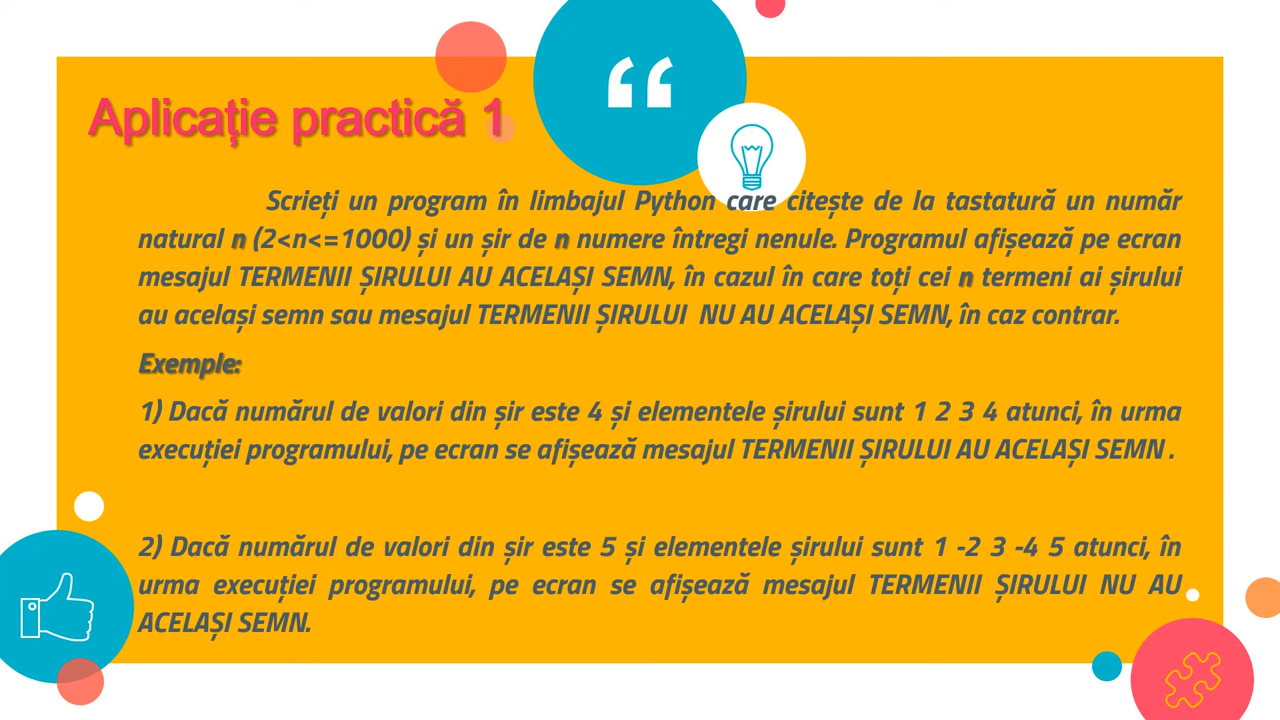 “
Aplicație practică 1
Scrieți un program în limbajul Python care citește de la tastatură un număr
natural n (2<n<=1000) și un șir de n numere întregi nenule. Programul afișează pe ecran
mesajul TERMENII ȘIRULUI AU ACELAȘI SEMN, în cazul în care toți cei n termeni ai șirului
au același semn sau mesajul TERMENII ȘIRULUI NU AU ACELAȘI SEMN, în caz contrar.
Exemple:
1) Dacă numărul de valori din șir este 4 și elementele șirului sunt 1 2 3 4 atunci, în urma
execuției programului, pe ecran se afișează mesajul TERMENII ȘIRULUI AU ACELAȘI SEMN .
2) Dacă numărul de valori din șir este 5 și elementele șirului sunt 1 -2 3 -4 5 atunci, în
urma execuției programului, pe ecran se afișează mesajul TERMENII ȘIRULUI NU AU
ACELAȘI SEMN.